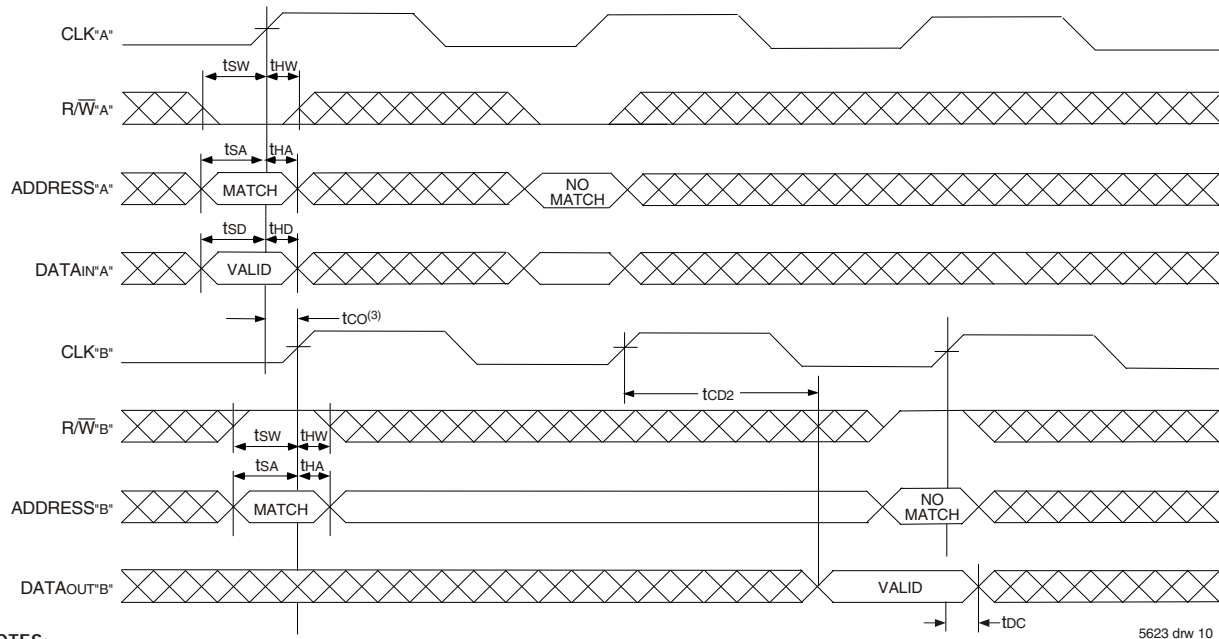 CLK"A"
tSW tHW
R/W̅"A"
tSA tHA
ADDRESS"A" MATCH NO MATCH
tSD tHD
DATAIN"A" VALID
tCO(3)
CLK"B"
tCD2
R/W̅"B"
tSW tHW
tSA tHA
ADDRESS"B" MATCH NO MATCH
DATAOUT"B" VALID
tDC
5623 drw 10